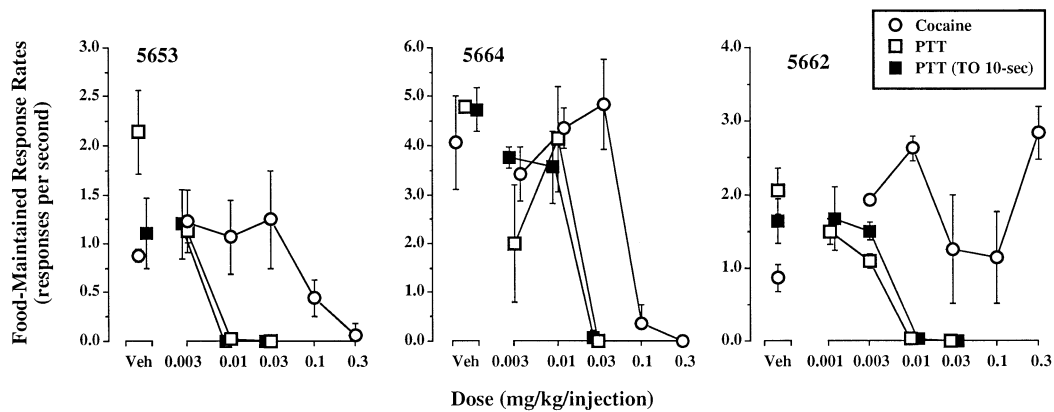 Cocaine
PTT
PTT (TO 10-sec)
Food-Maintained Response Rates
(responses per second)
5653
3.0
2.5
2.0
1.5
1.0
0.5
0.0
Veh 0.003 0.01 0.03 0.1 0.3
5664
6.0
5.0
4.0
3.0
2.0
1.0
0.0
Veh 0.003 0.01 0.03 0.1 0.3
5662
4.0
3.0
2.0
1.0
0.0
Veh 0.001 0.003 0.01 0.03 0.1 0.3
Dose (mg/kg/injection)